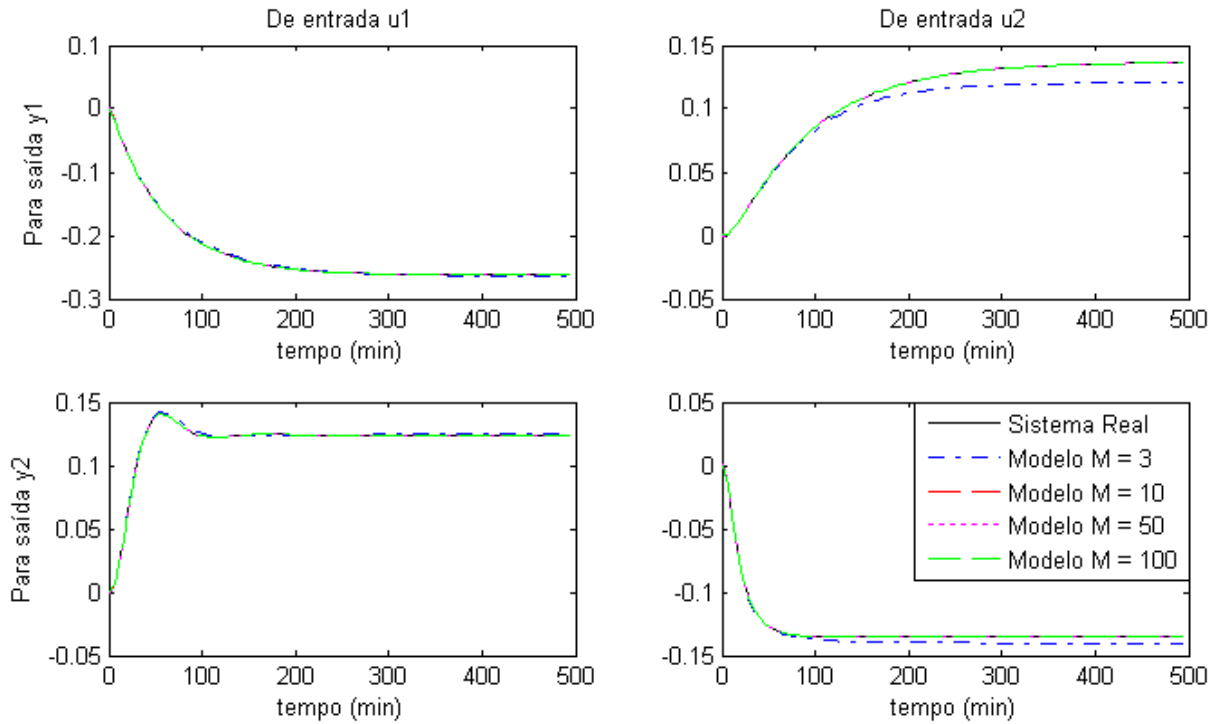 De entrada u1
De entrada u2
0.1
0
-0.1
-0.2
-0.3
Para saída y1
0 100 200 300 400 500
tempo (min)
0.15
0.1
0.05
0
-0.05
0 100 200 300 400 500
tempo (min)
0.15
0.1
0.05
0
-0.05
Para saída y2
0 100 200 300 400 500
tempo (min)
0.05
0
-0.05
-0.1
-0.15
0 100 200 300 400 500
tempo (min)
Sistema Real
Modelo M = 3
Modelo M = 10
Modelo M = 50
Modelo M = 100